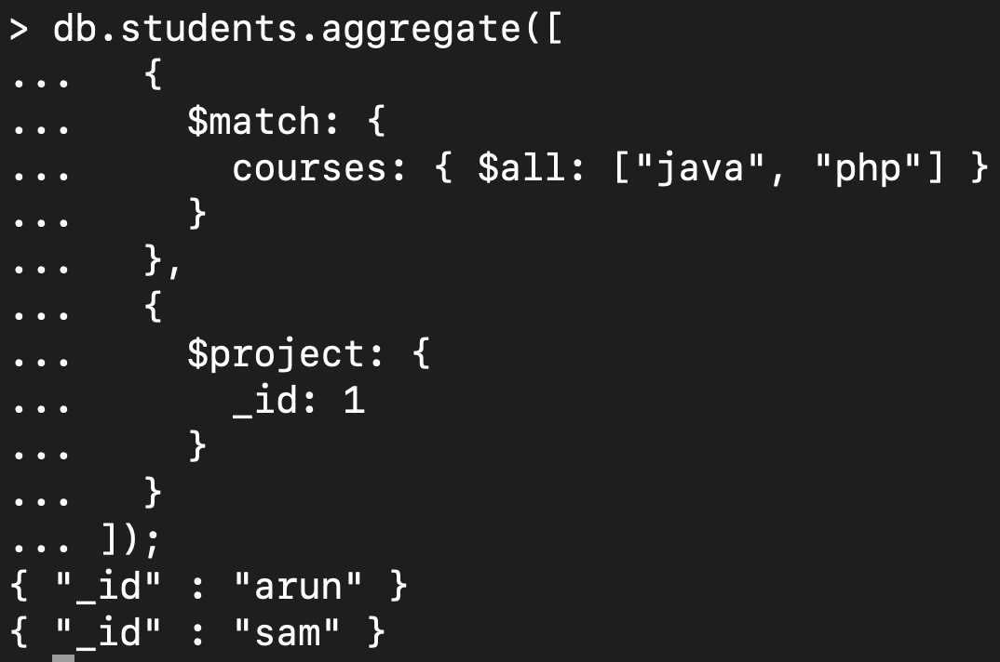 > db.students.aggregate([
...   {
...     $match: {
...       courses: { $all: ["java", "php"] }
...     }
...   },
...   {
...     $project: {
...       _id: 1
...     }
...   }
... ]);
{ "_id" : "arun" }
{ "_id" : "sam" }